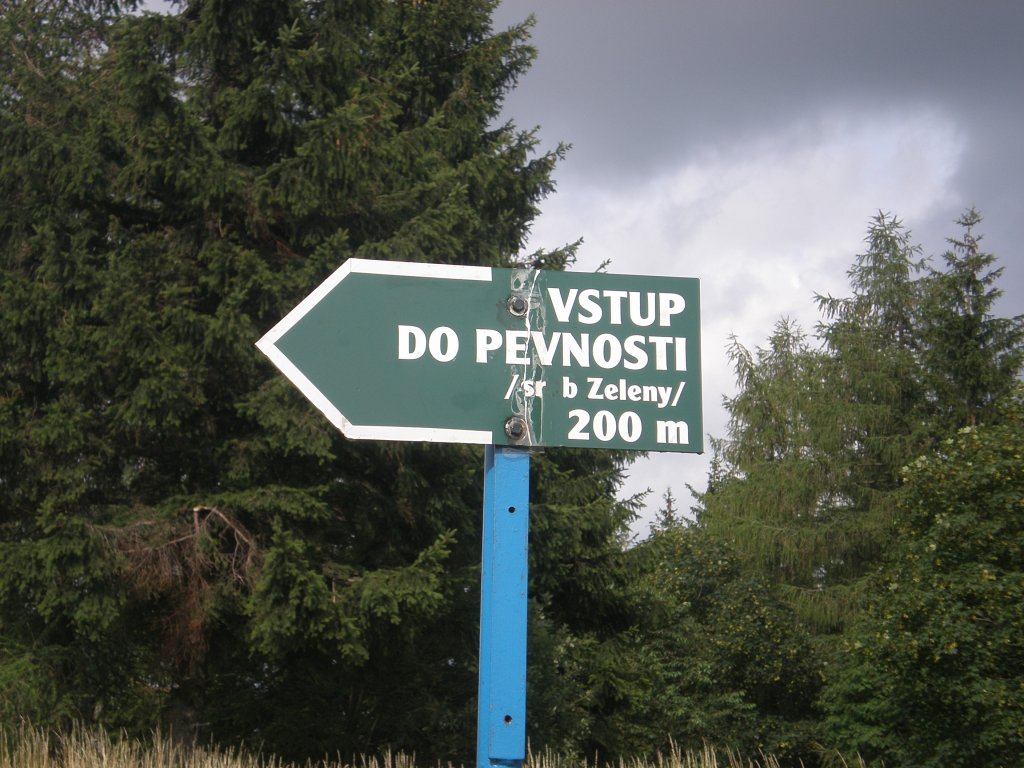 VSTUP
DO PEVNOSTI
/sr b Zeleny/
200 m